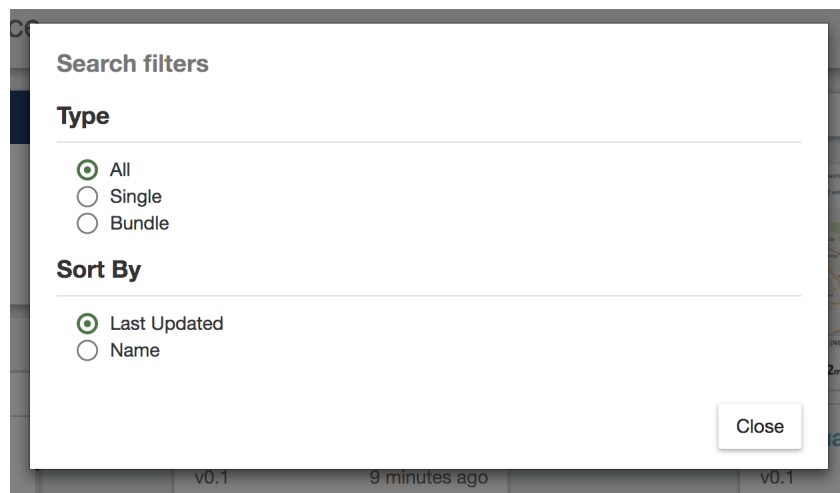 Search filters
Type
All
Single
Bundle
Sort By
Last Updated
Name
Close
v0.1 9 minutes ago v0.1